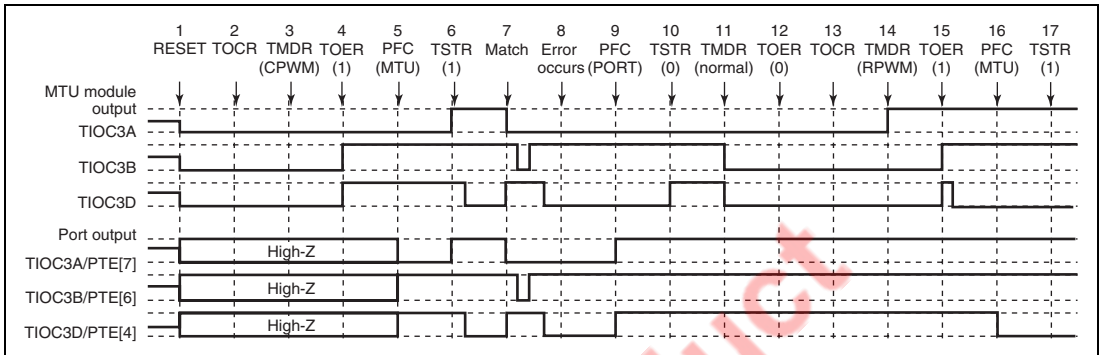 1 2 3 4 5 6 7 8 9 10 11 12 13 14 15 16 17
RESET TOCR TMDR TOER PFC TSTR Match Error PFC TSTR TMDR TOER TOCR TMDR TOER PFC TSTR
(CPWM) (1) (MTU) (1) occurs (PORT) (0) (normal) (0) (RPWM) (1) (MTU) (1)
MTU module
output
TIOC3A
TIOC3B
TIOC3D
Port output
High-Z
TIOC3A/PTE[7]
High-Z
TIOC3B/PTE[6]
High-Z
TIOC3D/PTE[4]
uct